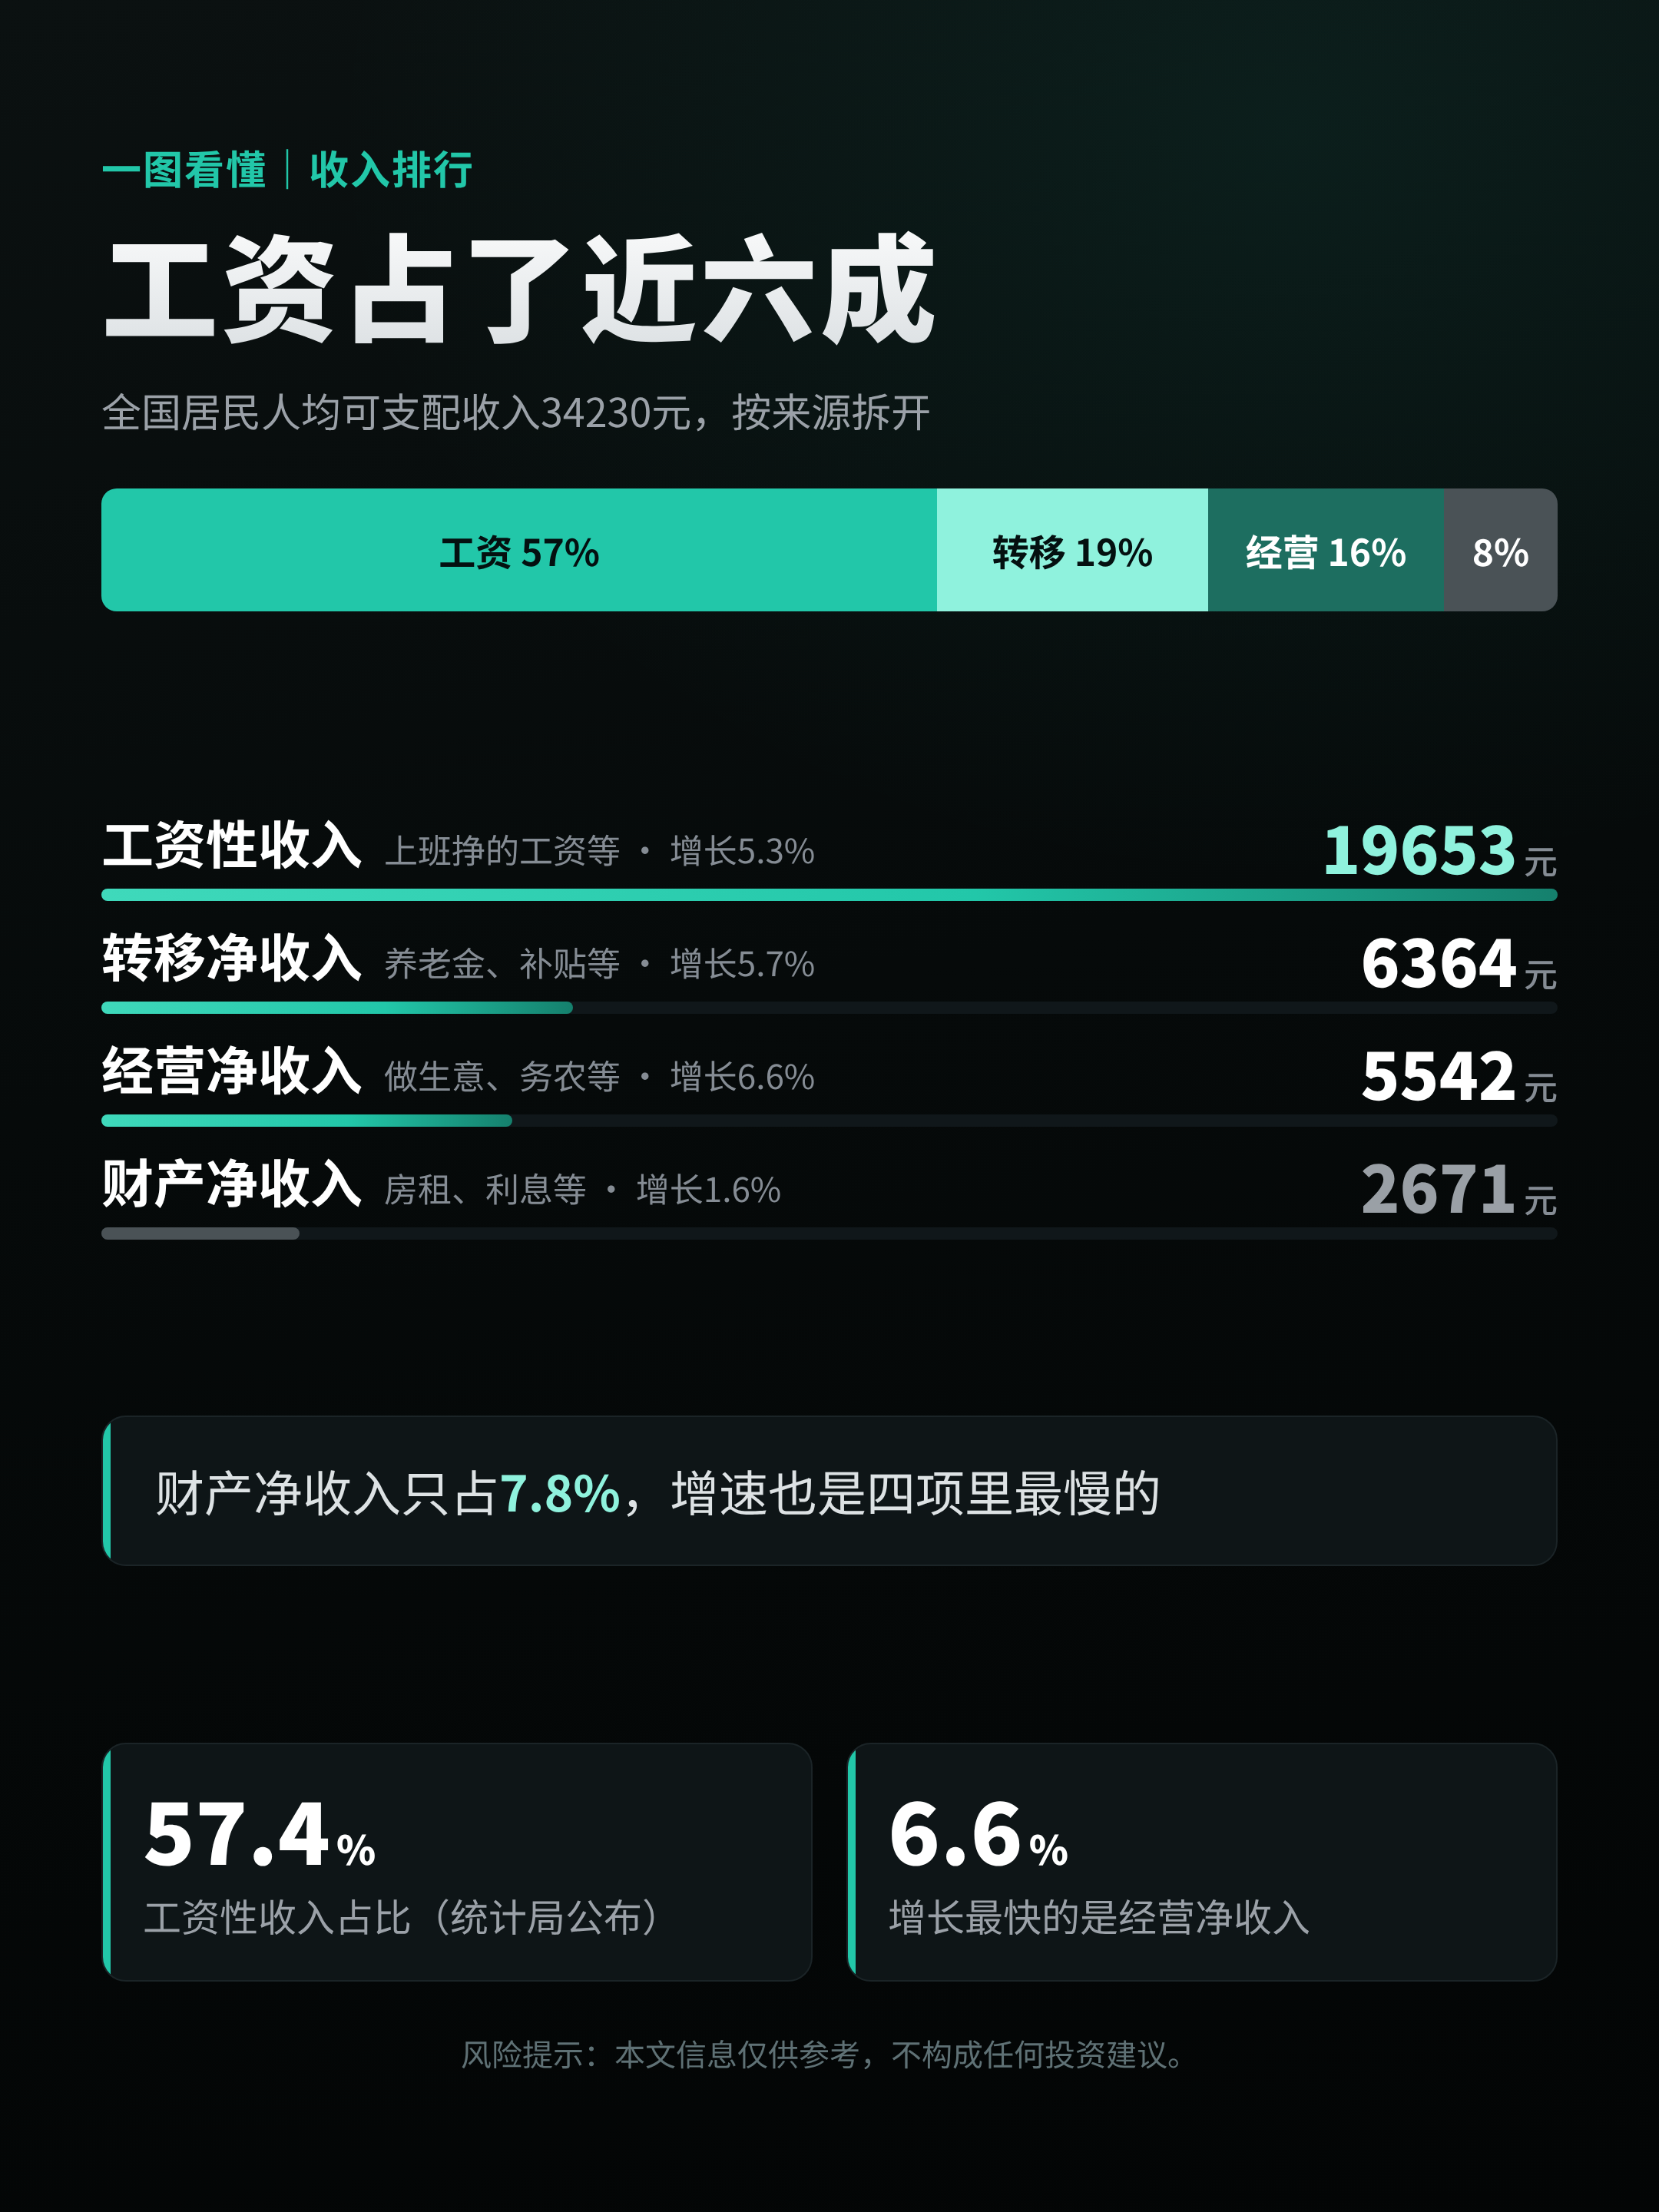 一图看懂｜收入排行
工资占了近六成
全国居民人均可支配收入34230元，按来源拆开
工资 57% 转移 19% 经营 16% 8%
工资性收入 上班挣的工资等 · 增长5.3% 19653 元
转移净收入 养老金、补贴等 · 增长5.7% 6364 元
经营净收入 做生意、务农等 · 增长6.6% 5542 元
财产净收入 房租、利息等 · 增长1.6% 2671 元
财产净收入只占7.8%，增速也是四项里最慢的
57.4%
工资性收入占比（统计局公布）
6.6%
增长最快的是经营净收入
风险提示：本文信息仅供参考，不构成任何投资建议。